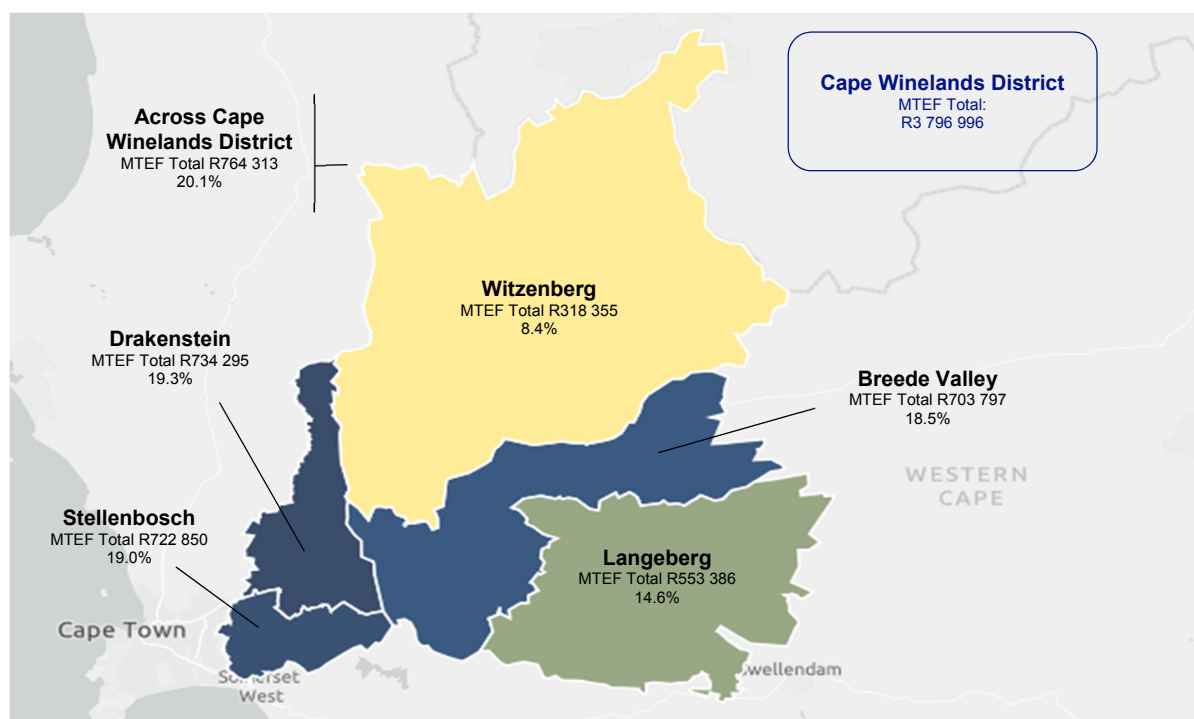 Cape Winelands District
MTEF Total:
R3 796 996
Across Cape
Winelands District
MTEF Total R764 313
20.1%
Witzenberg
MTEF Total R318 355
8.4%
Drakenstein
MTEF Total R734 295
19.3%
Breede Valley
MTEF Total R703 797
18.5%
WESTERN
CAPE
Stellenbosch
MTEF Total R722 850
19.0%
Langeberg
MTEF Total R553 386
14.6%
Cape Town
West